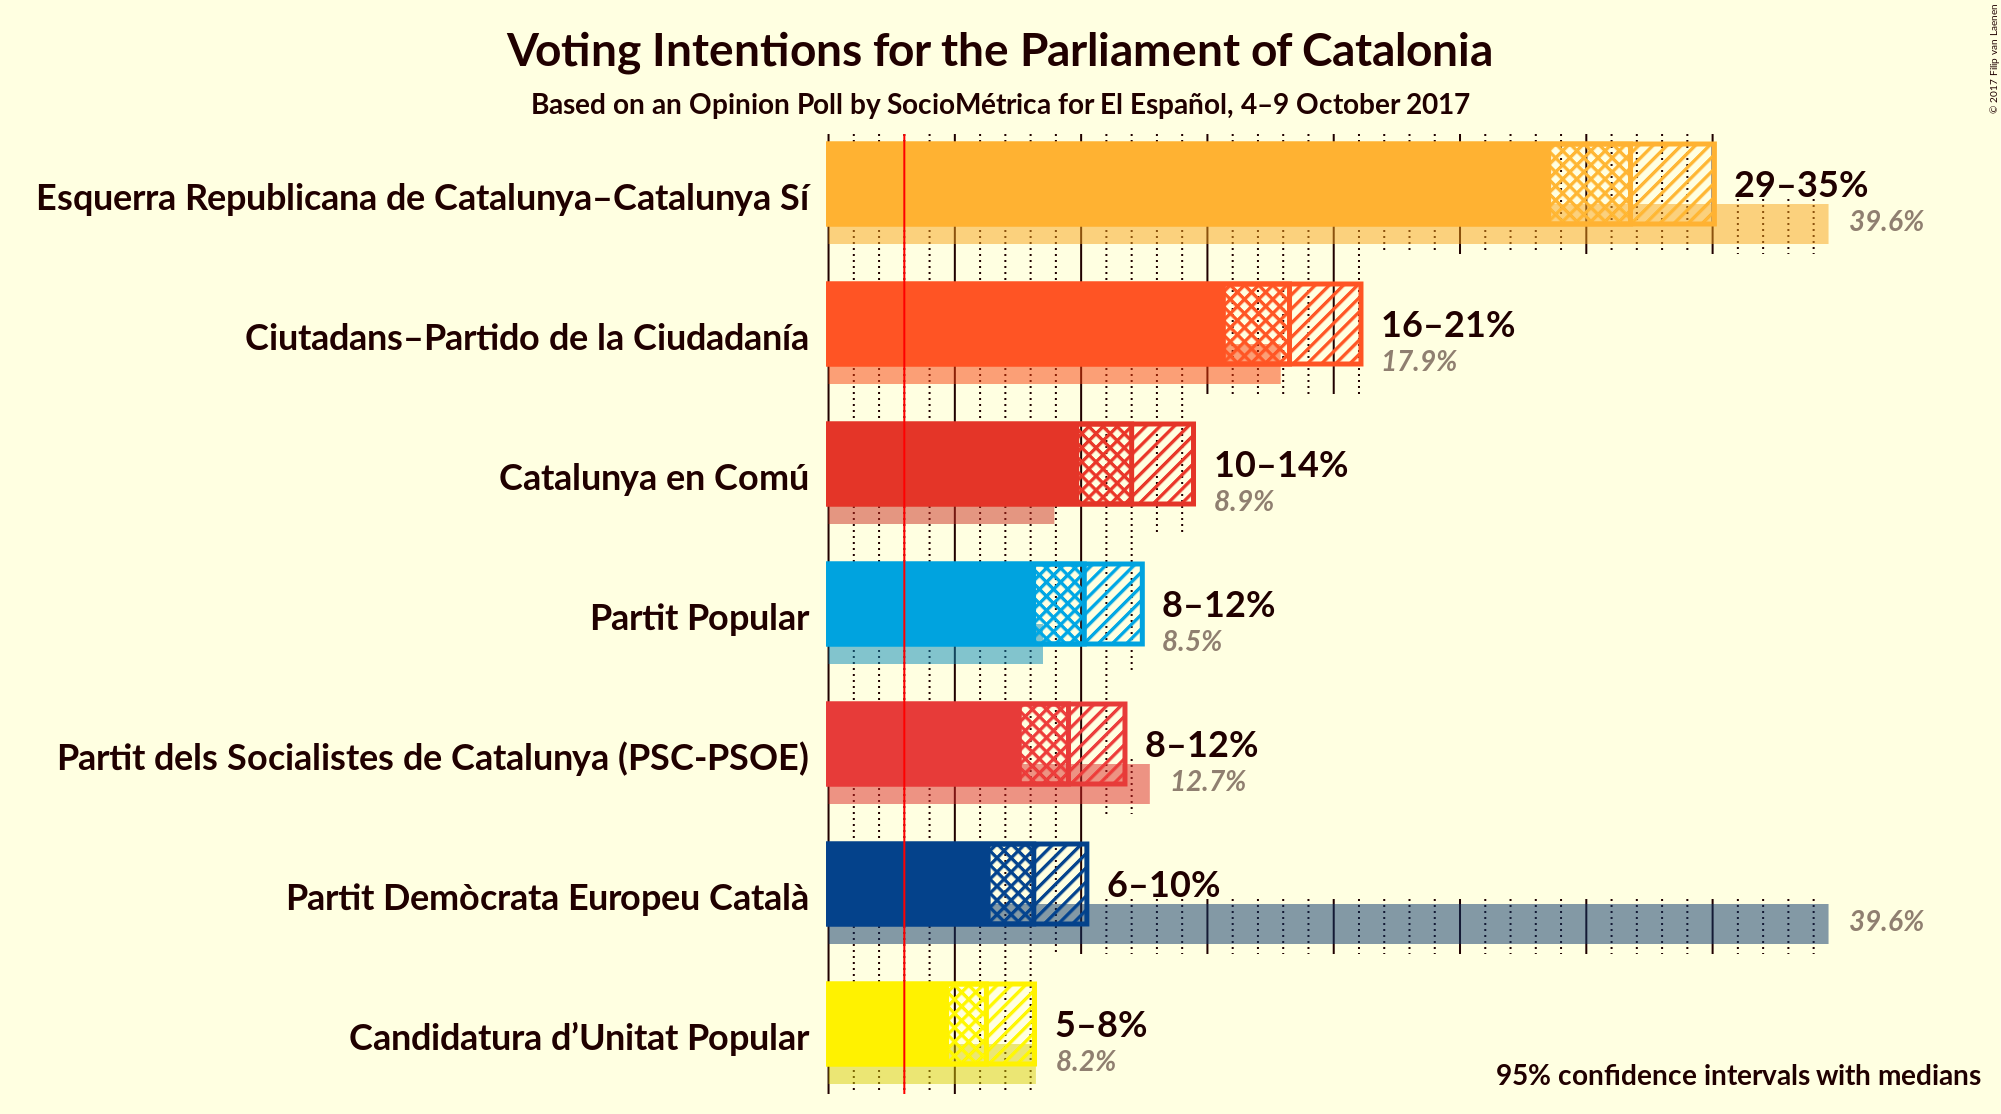 Voting Intentions for the Parliament of Catalonia
Based on an Opinion Poll by SocioMétrica for El Español, 4–9 October 2017
© 2017 Filip van Laenen
Esquerra Republicana de Catalunya–Catalunya Sí
29–35%
39.6%
Ciutadans–Partido de la Ciudadanía
16–21%
17.9%
Catalunya en Comú
10–14%
8.9%
Partit Popular
8–12%
8.5%
Partit dels Socialistes de Catalunya (PSC-PSOE)
8–12%
12.7%
Partit Demòcrata Europeu Català
6–10%
39.6%
Candidatura d’Unitat Popular
5–8%
8.2%
95% confidence intervals with medians